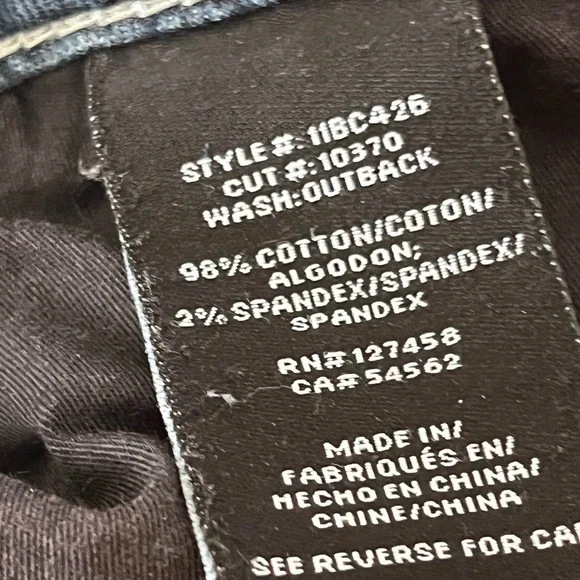 STYLE #: 11BC426
CUT #:10370
WASH:OUTBACK
98% COTTON/COTON/
ALGODON;
2% SPANDEX/SPANDEX/
SPANDEX
RN# 127458
CA# 54562
MADE IN/
FABRIQUÉS EN/
HECHO EN CHINA/
CHINE/CHINA
SEE REVERSE FOR